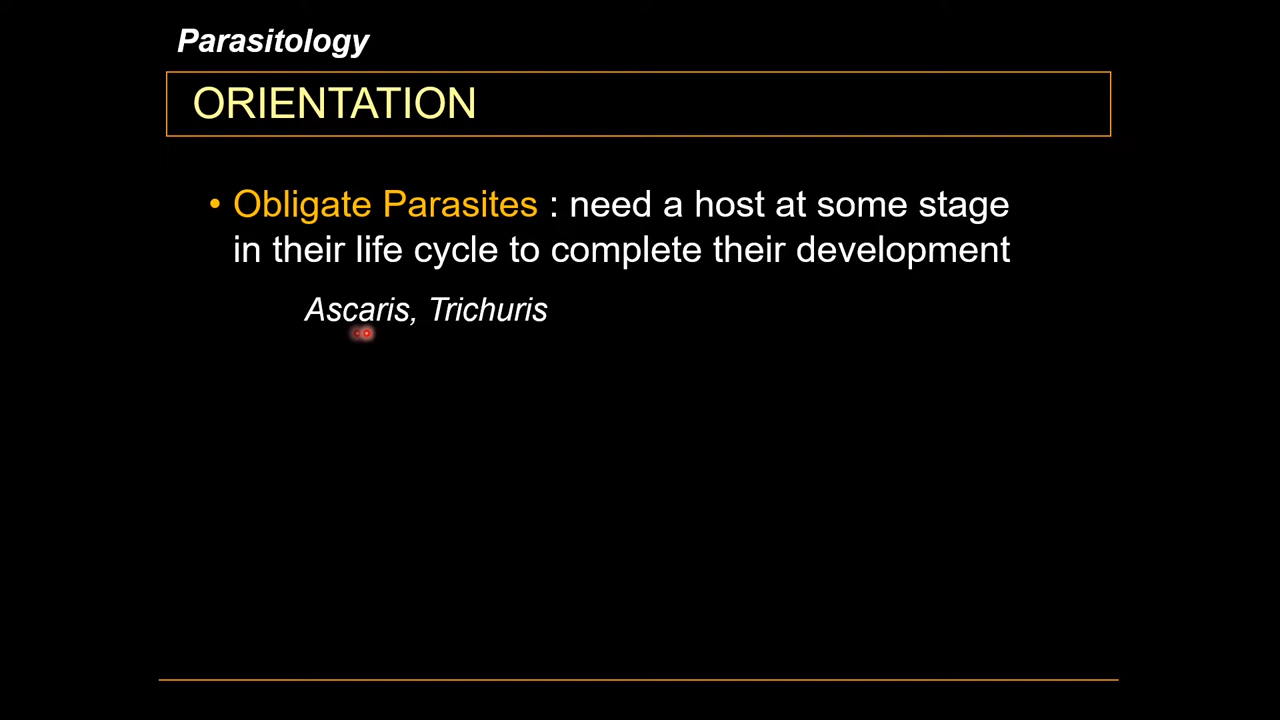 Parasitology
ORIENTATION
• Obligate Parasites : need a host at some stage
in their life cycle to complete their development
Ascaris, Trichuris